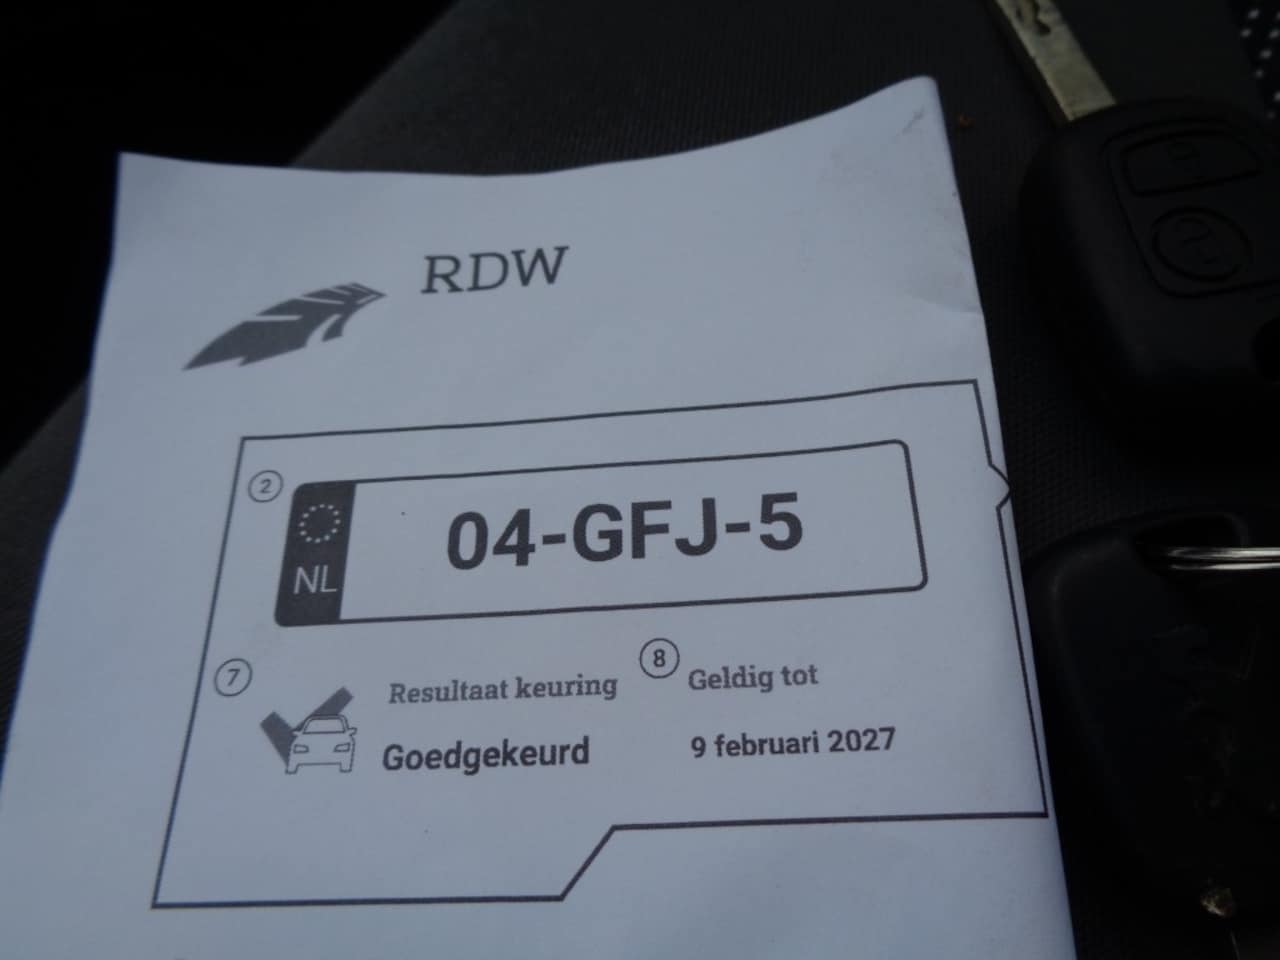 RDW
2
NL
04-GFJ-5
7
Resultaat keuring
8
Geldig tot
Goedgekeurd
9 februari 2027